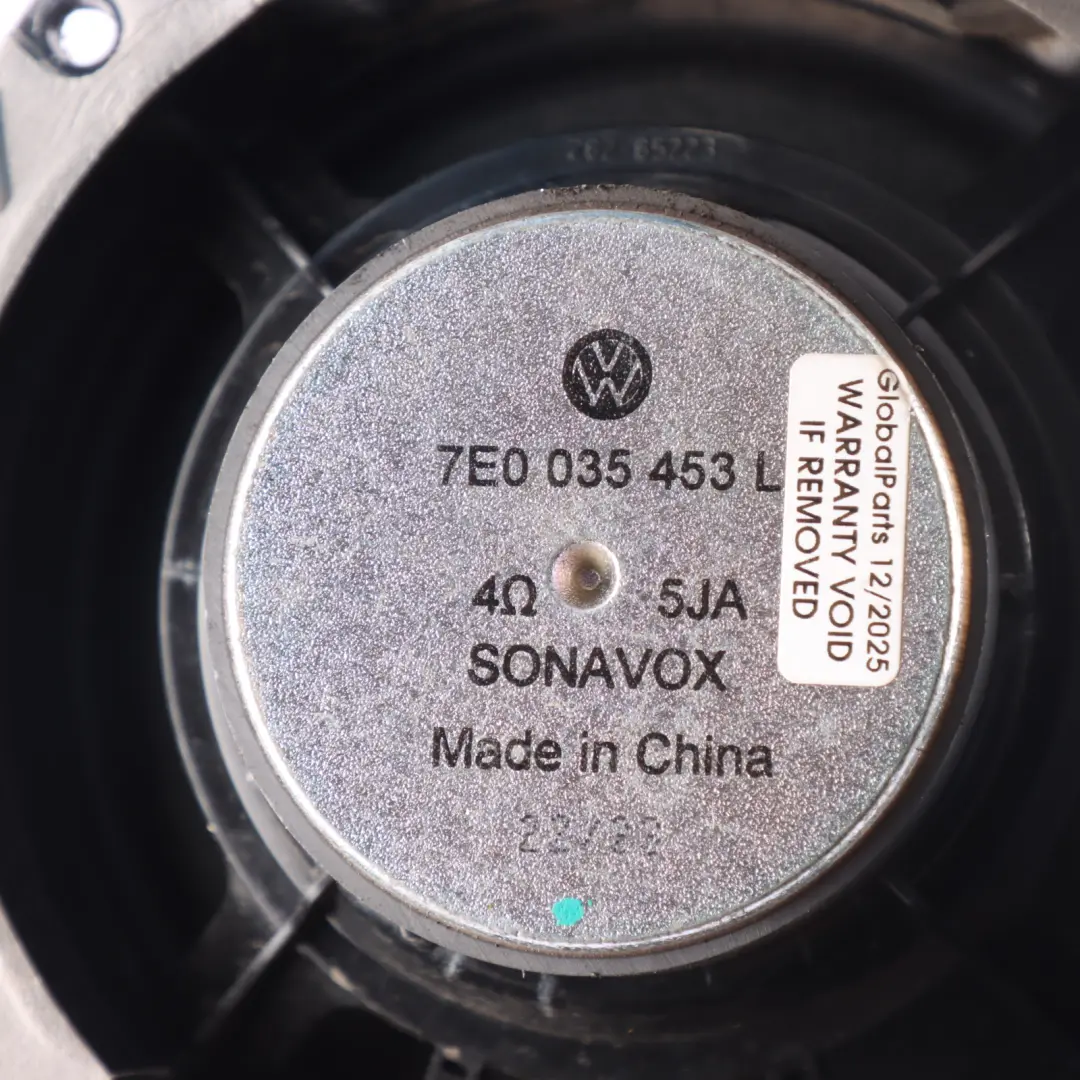 7E0 035 453 L
4Ω 5JA
SONAVOX
Made in China
GlobalParts 12/2025
WARRANTY VOID
IF REMOVED